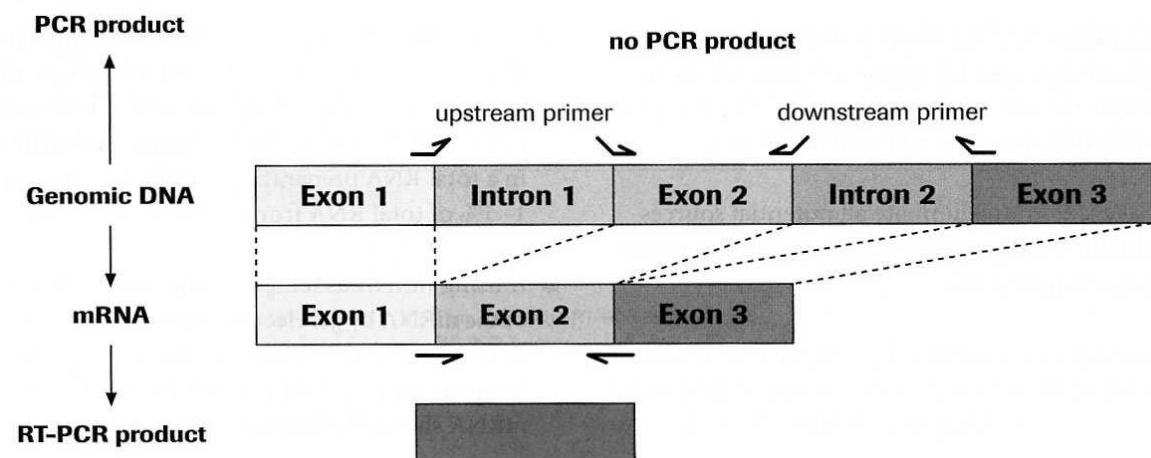 PCR product
no PCR product
upstream primer downstream primer
Genomic DNA Exon 1 Intron 1 Exon 2 Intron 2 Exon 3
mRNA Exon 1 Exon 2 Exon 3
RT-PCR product